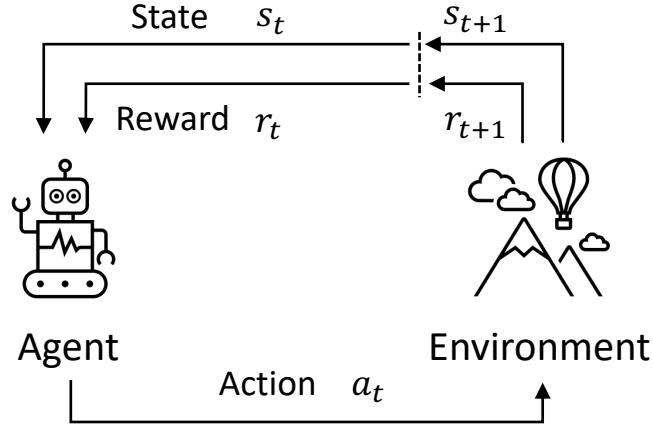 State s_t s_{t+1}
Reward r_t r_{t+1}
Agent Environment
Action a_t